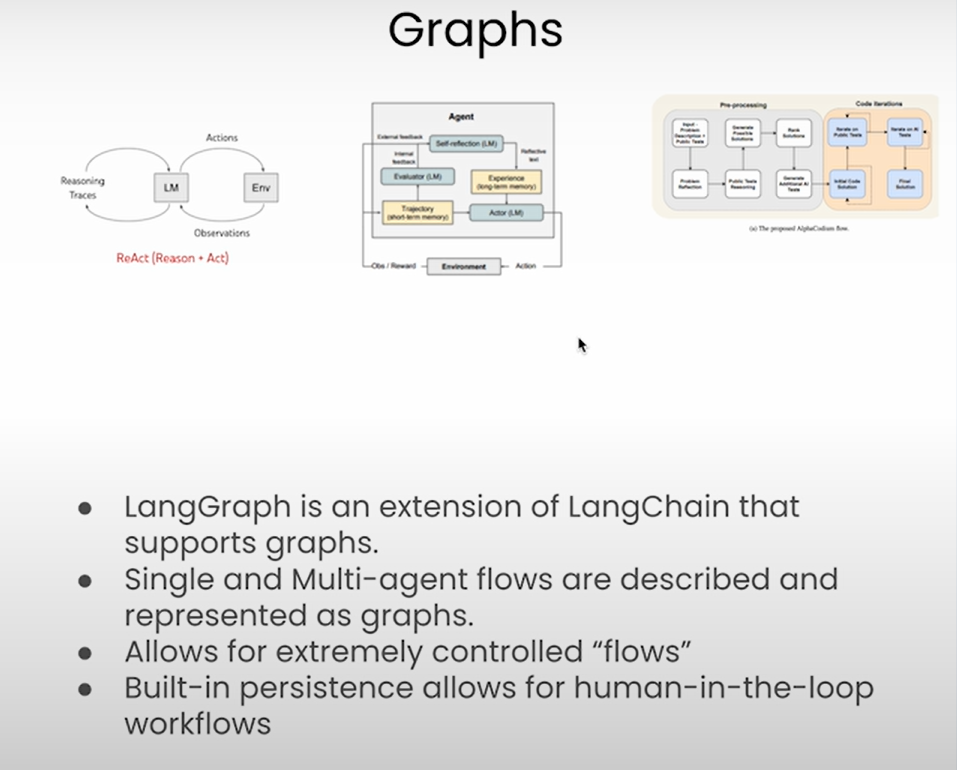 Graphs
Actions
Reasoning
Traces
LM
Env
Observations
ReAct (Reason + Act)
Agent
External feedback
Self-reflection (LM)
Internal
feedback
Reflective
text
Evaluator (LM)
Experience
(long-term memory)
Trajectory
(short-term memory)
Actor (LM)
Obs / Reward
Environment
Action
Pre-processing
Code Iterations
Input -
Problem
Description +
Public Tests
Generate
Possible
Solutions
Rank
Solutions
Iterate on
Public Tests
Iterate on AI
Tests
Problem
Reflection
Public Tests
Reasoning
Generate
Additional AI
Tests
Initial Code
Solution
Final
Solution
(a) The proposed AlphaCodium flow.
● LangGraph is an extension of LangChain that
supports graphs.
● Single and Multi-agent flows are described and
represented as graphs.
● Allows for extremely controlled “flows”
● Built-in persistence allows for human-in-the-loop
workflows